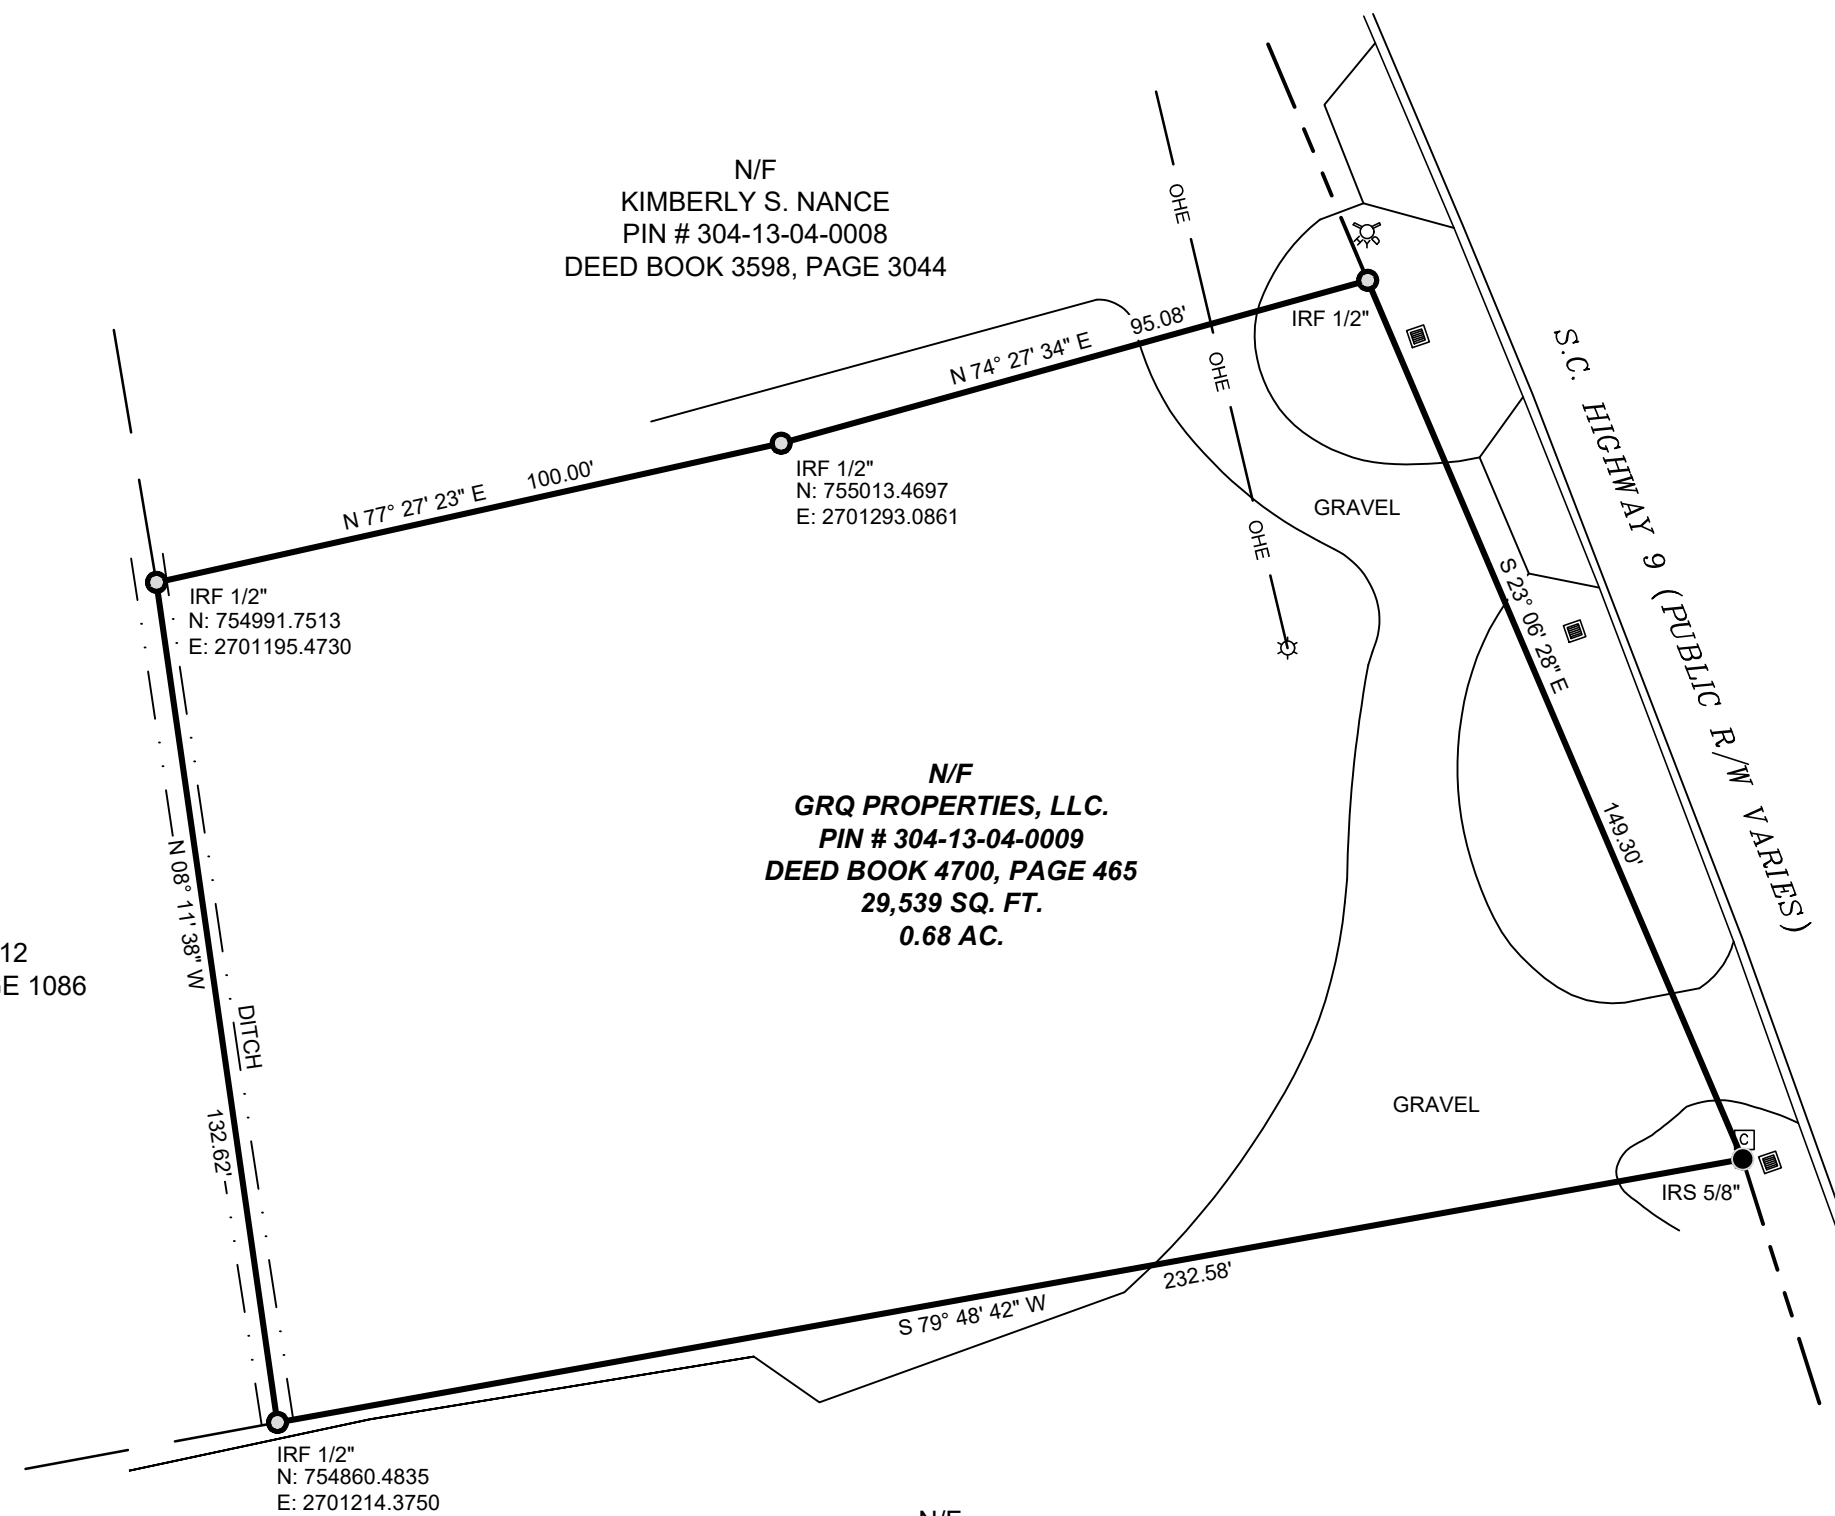 N/F
KIMBERLY S. NANCE
PIN # 304-13-04-0008
DEED BOOK 3598, PAGE 3044
OHE
OHE
OHE
95.08'
N 74° 27' 34" E
IRF 1/2"
100.00'
N 77° 27' 23" E
IRF 1/2"
N: 755013.4697
E: 2701293.0861
GRAVEL
S.C. HIGHWAY 9 (PUBLIC R/W VARIES)
IRF 1/2"
N: 754991.7513
E: 2701195.4730
S 23° 06' 28" E
149.30'
N/F
GRQ PROPERTIES, LLC.
PIN # 304-13-04-0009
DEED BOOK 4700, PAGE 465
29,539 SQ. FT.
0.68 AC.
N 08° 11' 38" W
132.62'
DITCH
12
E 1086
GRAVEL
C
IRS 5/8"
232.58'
S 79° 48' 42" W
IRF 1/2"
N: 754860.4835
E: 2701214.3750
N/F